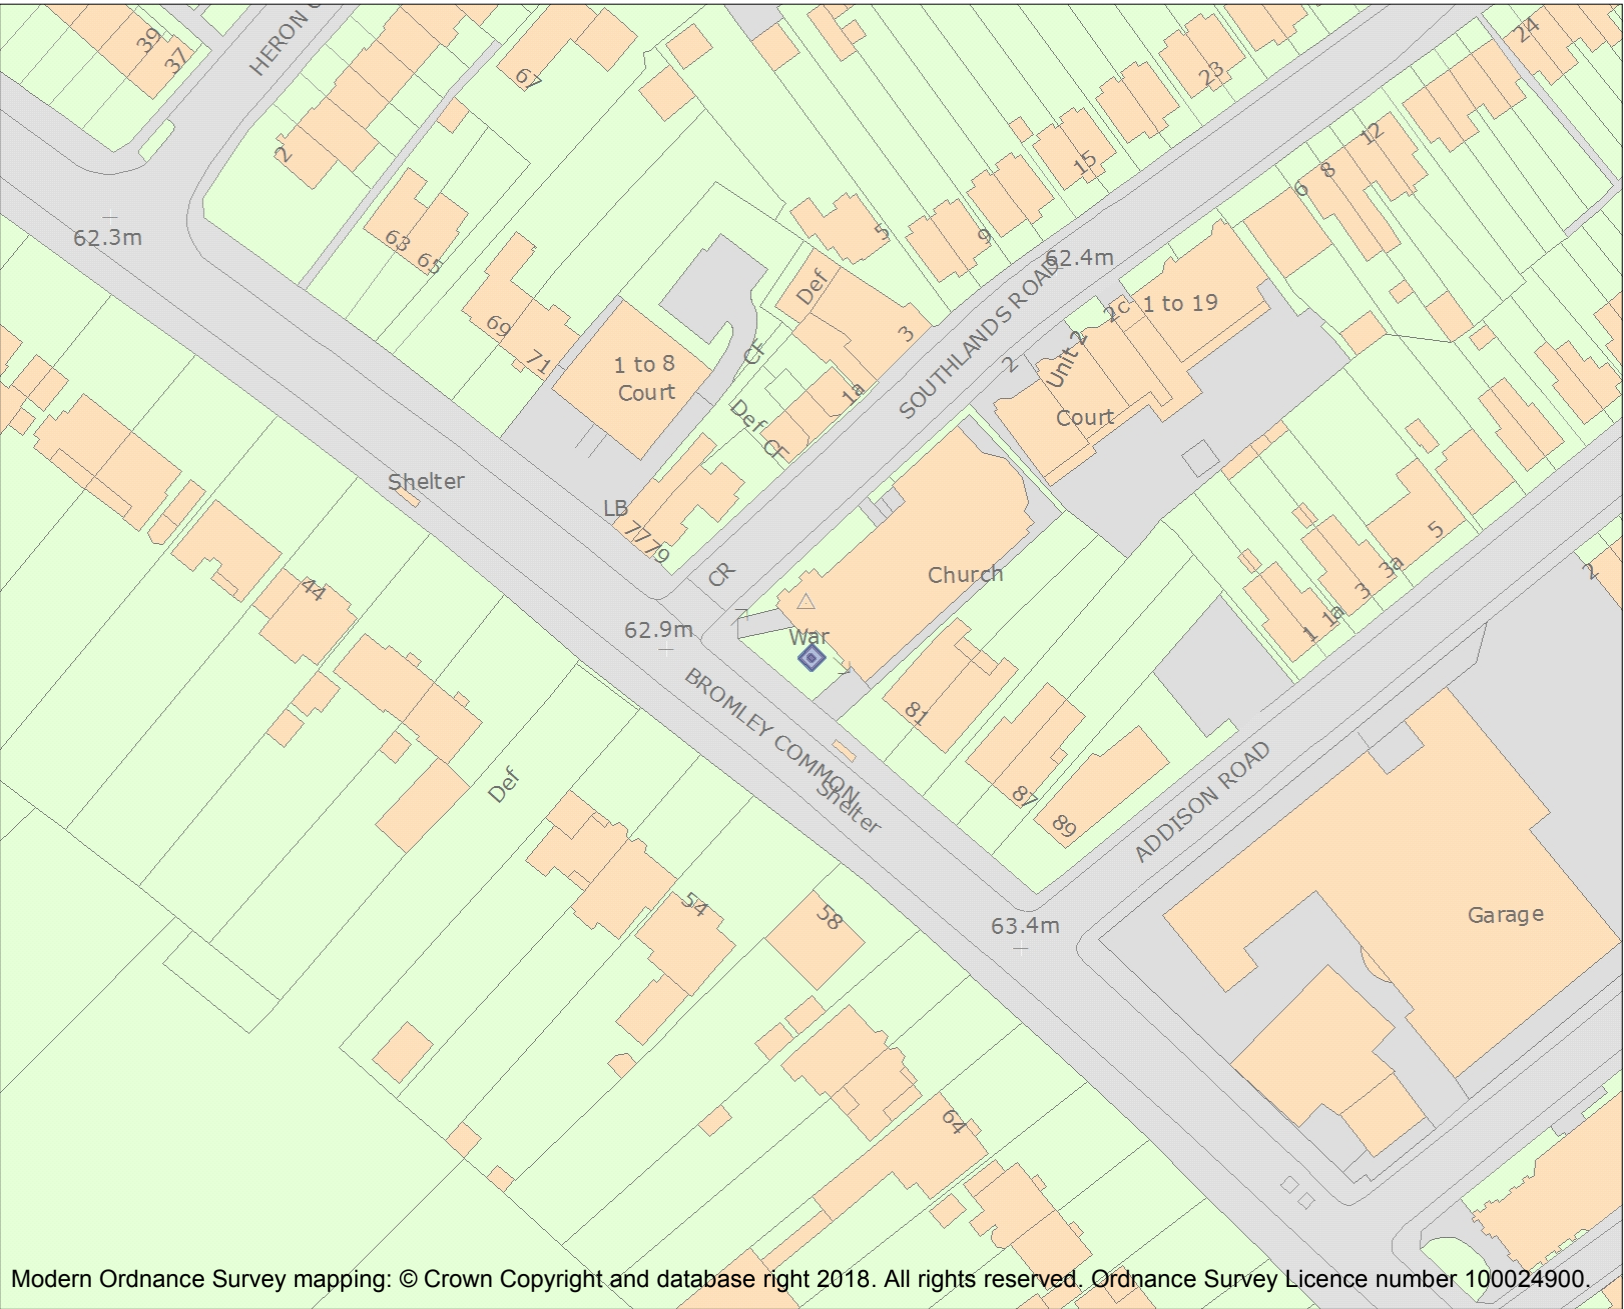 39
37
HERON
67
24
23
2
12
15
8
6
62.3m
63
65
5
9
62.4m
Def
2c
1 to 19
69
71
3
SOUTHLANDS ROAD
Unit 2
2
1 to 8
Court
CF
1a
Def
CF
Court
Shelter
LB
77
79
5
CR
Church
3a
3
2
44
62.9m
War
1
1a
BROMLEY COMMON
81
Shelter
87
89
ADDISON ROAD
Def
54
58
63.4m
Garage
64
Modern Ordnance Survey mapping: © Crown Copyright and database right 2018. All rights reserved. Ordnance Survey Licence number 100024900.